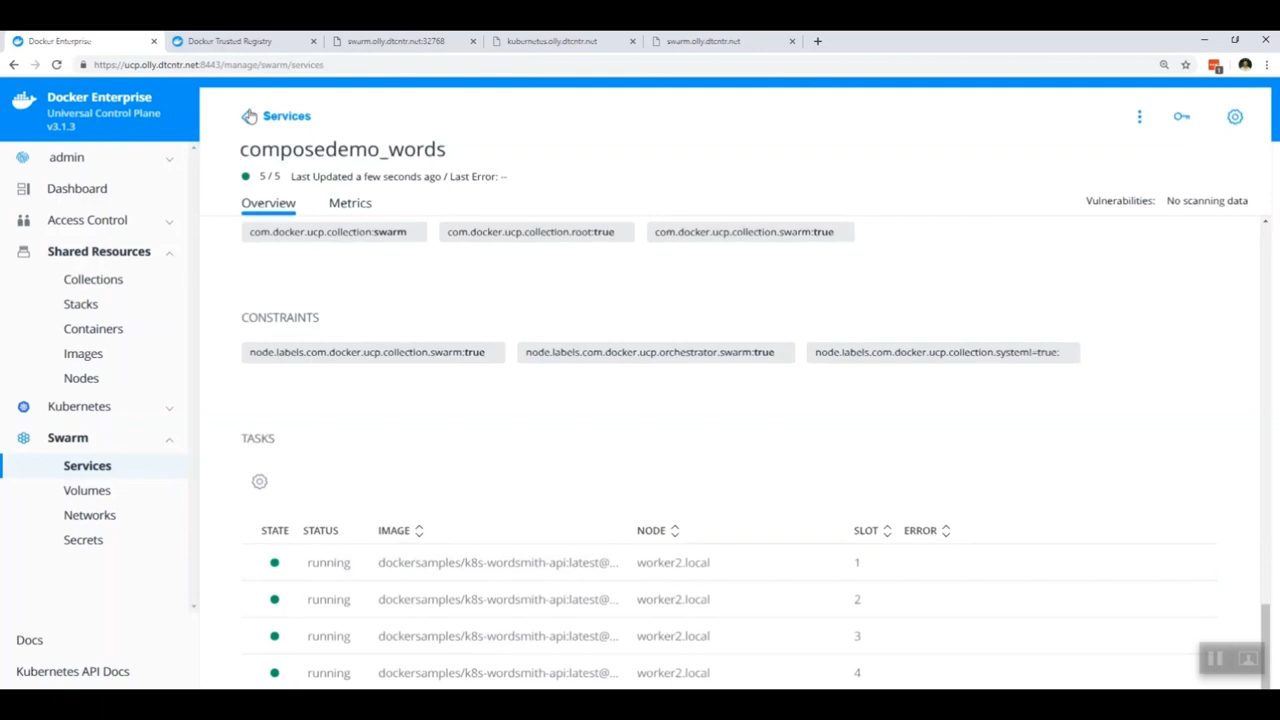 Docker Enterprise
Docker Trusted Registry
swarm.olly.dtcntr.net:32768
kubernetes.olly.dtcntr.net
swarm.olly.dtcntr.net
https://ucp.olly.dtcntr.net:8443/manage/swarm/services
1
Docker Enterprise
Universal Control Plane
v3.1.3
admin
Dashboard
Access Control
Shared Resources
Collections
Stacks
Containers
Images
Nodes
Kubernetes
Swarm
Services
Volumes
Networks
Secrets
Docs
Kubernetes API Docs
Services
composedemo_words
5 / 5 Last Updated a few seconds ago / Last Error: --
Overview Metrics
Vulnerabilities: No scanning data
com.docker.ucp.collection:swarm com.docker.ucp.collection.root:true com.docker.ucp.collection.swarm:true
CONSTRAINTS
node.labels.com.docker.ucp.collection.swarm:true node.labels.com.docker.ucp.orchestrator.swarm:true node.labels.com.docker.ucp.collection.system!=true:
TASKS
STATE STATUS IMAGE NODE SLOT ERROR
running dockersamples/k8s-wordsmith-api:latest@... worker2.local 1
running dockersamples/k8s-wordsmith-api:latest@... worker2.local 2
running dockersamples/k8s-wordsmith-api:latest@... worker2.local 3
running dockersamples/k8s-wordsmith-api:latest@... worker2.local 4